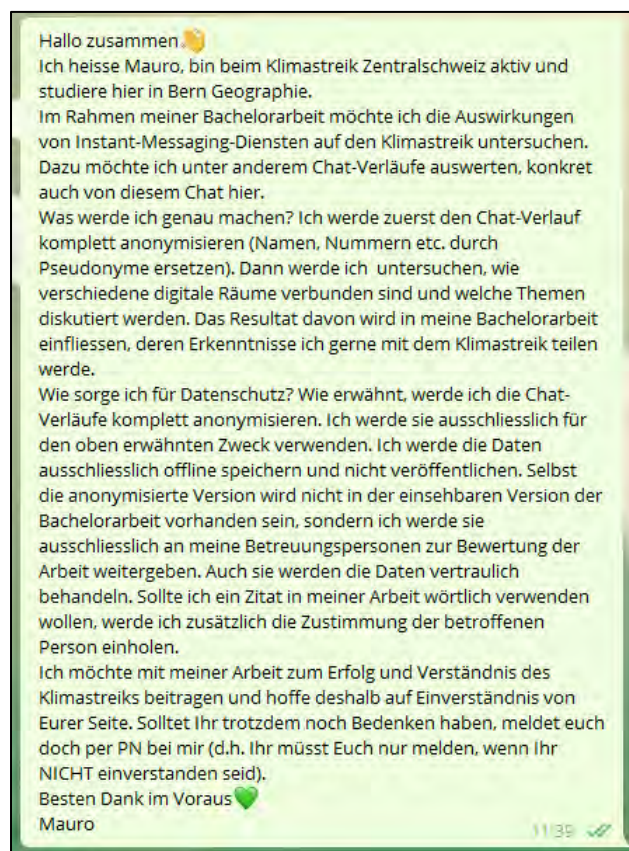 Hallo zusammen👋
Ich heisse Mauro, bin beim Klimastreik Zentralschweiz aktiv und
studiere hier in Bern Geographie.
Im Rahmen meiner Bachelorarbeit möchte ich die Auswirkungen
von Instant-Messaging-Diensten auf den Klimastreik untersuchen.
Dazu möchte ich unter anderem Chat-Verläufe auswerten, konkret
auch von diesem Chat hier.
Was werde ich genau machen? Ich werde zuerst den Chat-Verlauf
komplett anonymisieren (Namen, Nummern etc. durch
Pseudonyme ersetzen). Dann werde ich untersuchen, wie
verschiedene digitale Räume verbunden sind und welche Themen
diskutiert werden. Das Resultat davon wird in meine Bachelorarbeit
einfliessen, deren Erkenntnisse ich gerne mit dem Klimastreik teilen
werde.
Wie sorge ich für Datenschutz? Wie erwähnt, werde ich die Chat-
Verläufe komplett anonymisieren. Ich werde sie ausschliesslich für
den oben erwähnten Zweck verwenden. Ich werde die Daten
ausschliesslich offline speichern und nicht veröffentlichen. Selbst
die anonymisierte Version wird nicht in der einsehbaren Version der
Bachelorarbeit vorhanden sein, sondern ich werde sie
ausschliesslich an meine Betreuungspersonen zur Bewertung der
Arbeit weitergeben. Auch sie werden die Daten vertraulich
behandeln. Sollte ich ein Zitat in meiner Arbeit wörtlich verwenden
wollen, werde ich zusätzlich die Zustimmung der betroffenen
Person einholen.
Ich möchte mit meiner Arbeit zum Erfolg und Verständnis des
Klimastreiks beitragen und hoffe deshalb auf Einverständnis von
Eurer Seite. Solltet Ihr trotzdem noch Bedenken haben, meldet euch
doch per PN bei mir (d.h. Ihr müsst Euch nur melden, wenn Ihr
NICHT einverstanden seid).
Besten Dank im Voraus💚
Mauro
11:39